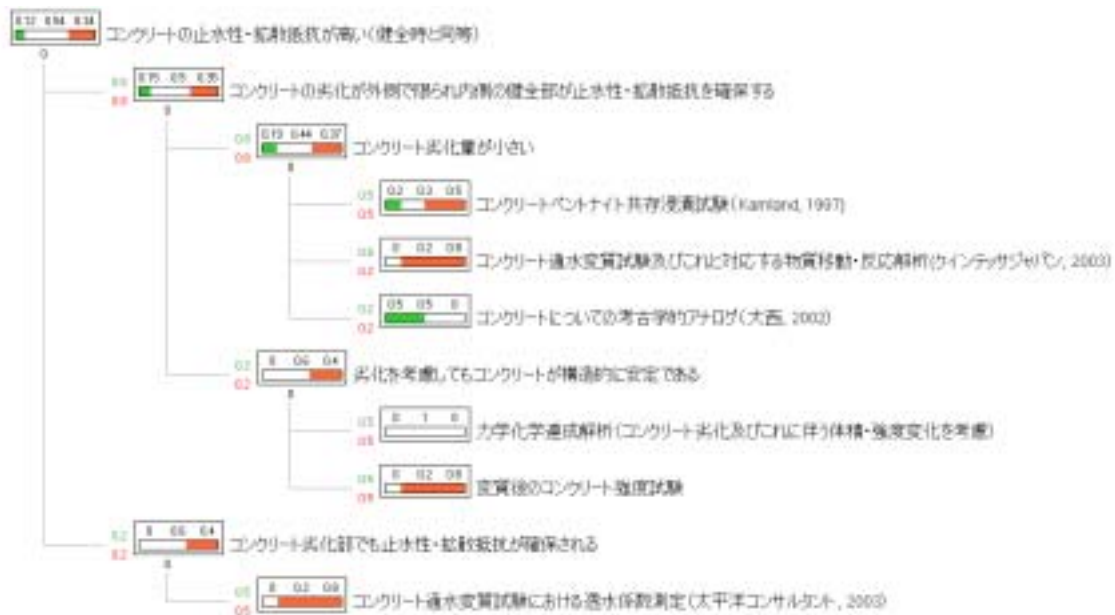 0.12 0.54 0.34
コンクリートの止水性・拡散抵抗が高い(健全時と同等)
0.15 0.5 0.35
コンクリートの劣化が外側で限られ内側の健全部が止水性・拡散抵抗を確保する
0.19 0.44 0.37
コンクリート劣化量が小さい
0.5
0.5
0.2 0.3 0.5
コンクリートベントナイト共存浸漬試験(Karnland, 1997)
0 0.2 0.8
コンクリート通水変質試験及びこれと対応する物質移動・反応解析(クインテッサジャパン, 2003)
0.2
0.2
0.5 0.5 0
コンクリートについての考古学的アナログ(大西, 2002)
0.2
0.2
0 0.6 0.4
劣化を考慮してもコンクリートが構造的に安定である
0.5
0.5
0 1 0
力学化学連成解析(コンクリート劣化及びこれに伴う体積・強度変化を考慮)
0 0.2 0.8
変質後のコンクリート強度試験
0.2
0.2
0 0.6 0.4
コンクリート劣化部でも止水性・拡散抵抗が確保される
0.5
0.5
0 0.2 0.8
コンクリート通水変質試験における透水係数測定(太平洋コンサルタント, 2003)